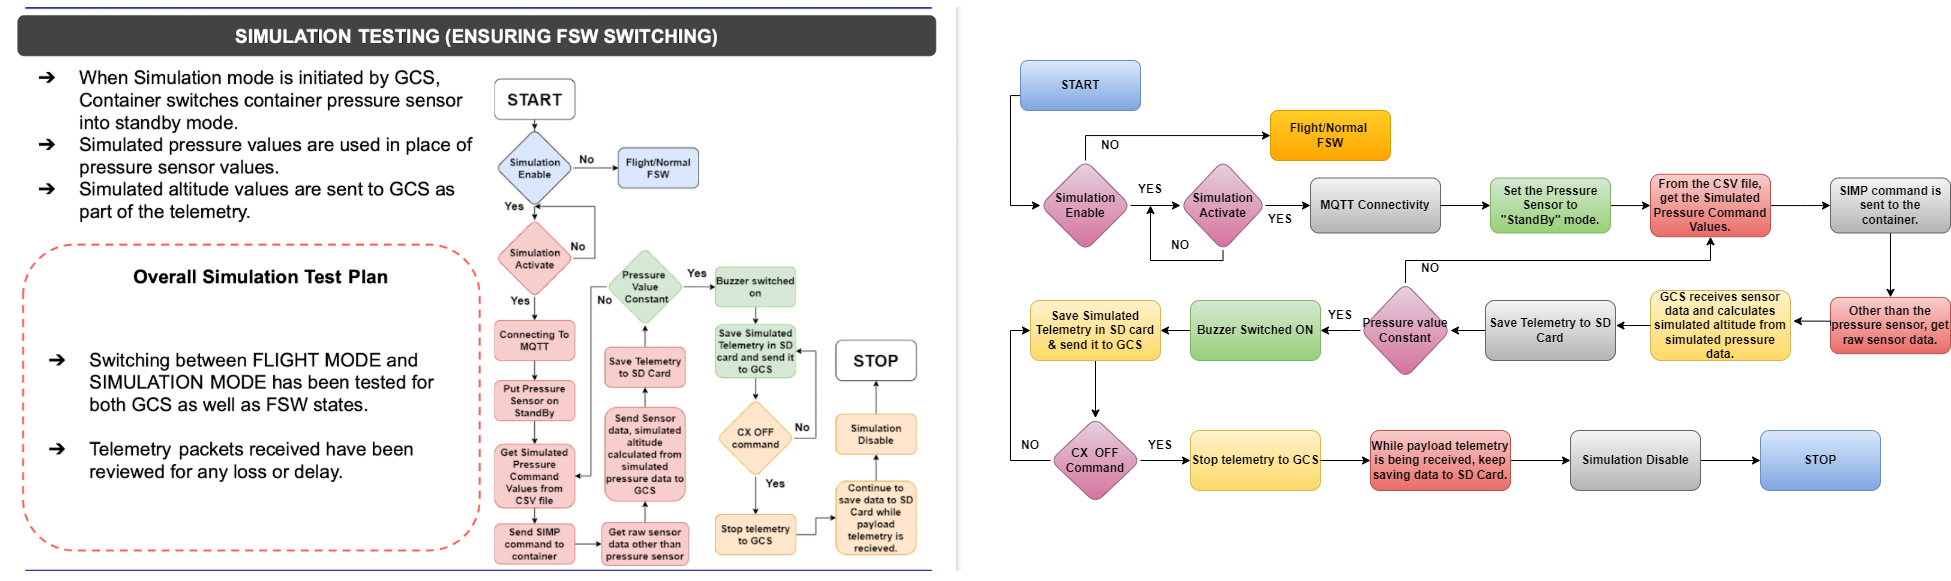 SIMULATION TESTING (ENSURING FSW SWITCHING)
➔ When Simulation mode is initiated by GCS,
Container switches container pressure sensor
into standby mode.
➔ Simulated pressure values are used in place of
pressure sensor values.
➔ Simulated altitude values are sent to GCS as
part of the telemetry.
Overall Simulation Test Plan
➔ Switching between FLIGHT MODE and
SIMULATION MODE has been tested for
both GCS as well as FSW states.
➔ Telemetry packets received have been
reviewed for any loss or delay.
START
Simulation
Enable
No
Flight/Normal
FSW
Yes
Simulation
Activate
No
Yes
Connecting To
MQTT
Put Pressure
Sensor on
StandBy
Get Simulated
Pressure
Command
Values from
CSV file
Send SIMP
command to
container
Get raw sensor
data other than
pressure sensor
Send Sensor
data, simulated
altitude
calculated from
simulated
pressure data to
GCS
Save Telemetry
to SD Card
Pressure
Value
Constant
No
Yes
Buzzer switched
on
Save Simulated
Telemetry in SD
card and send it
to GCS
CX OFF
command
No
Yes
Stop telemetry
to GCS
Continue to
save data to SD
Card while
payload
telemetry is
recieved.
Simulation
Disable
STOP
START
Flight/Normal
FSW
NO
Simulation
Enable
YES
Simulation
Activate
YES
NO
MQTT Connectivity
Set the Pressure
Sensor to
"StandBy" mode.
From the CSV file,
get the Simulated
Pressure Command
Values.
SIMP command is
sent to the
container.
Other than the
pressure sensor, get
raw sensor data.
GCS receives sensor
data and calculates
simulated altitude from
simulated pressure
data.
Save Telemetry to SD
Card
Pressure value
Constant
NO
YES
Buzzer Switched ON
Save Simulated
Telemetry in SD card
& send it to GCS
CX OFF
Command
NO
YES
Stop telemetry to GCS
While payload telemetry
is being received, keep
saving data to SD Card.
Simulation Disable
STOP